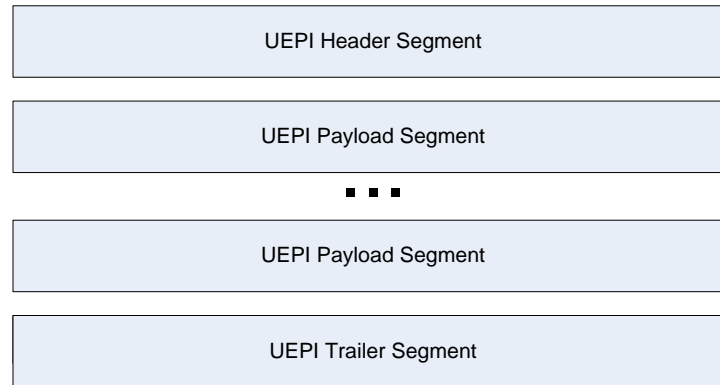 UEPI Header Segment
UEPI Payload Segment
UEPI Payload Segment
UEPI Trailer Segment